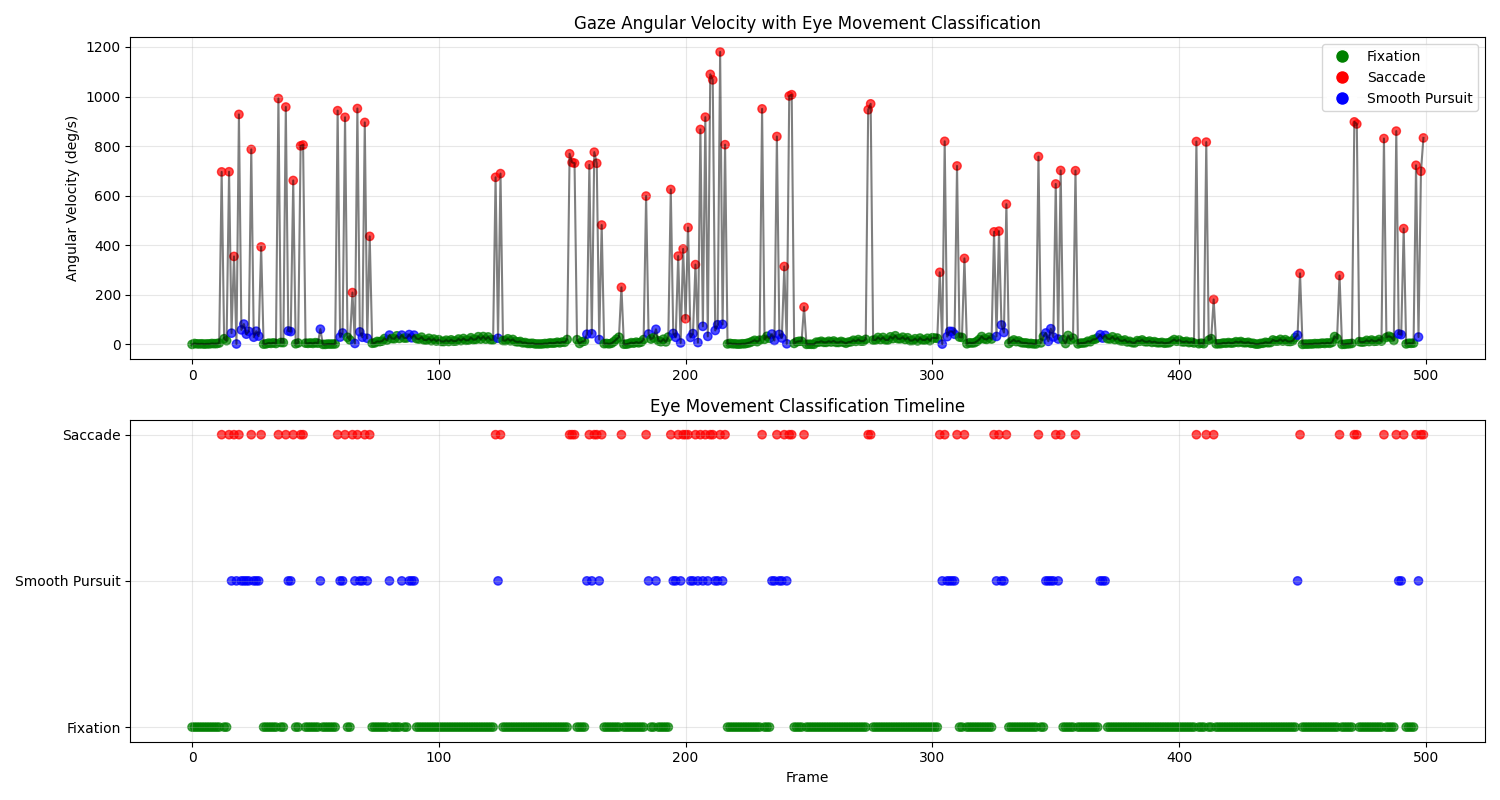 Gaze Angular Velocity with Eye Movement Classification
Angular Velocity (deg/s)
1200
1000
800
600
400
200
0
Fixation
Saccade
Smooth Pursuit
0 100 200 300 400 500
Eye Movement Classification Timeline
Saccade
Smooth Pursuit
Fixation
0 100 200 300 400 500
Frame